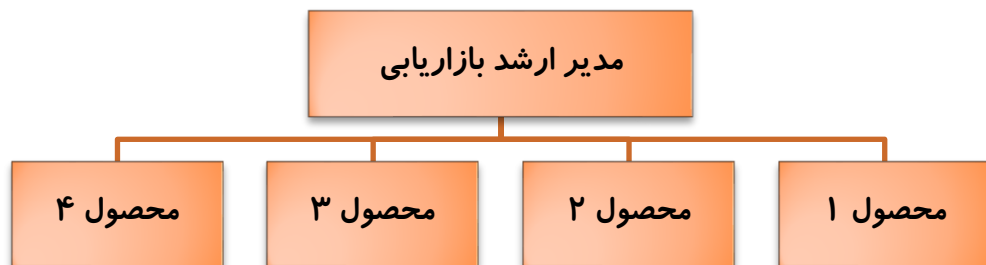 مدیر ارشد بازاریابی
محصول ۱
محصول ۲
محصول ۳
محصول ۴